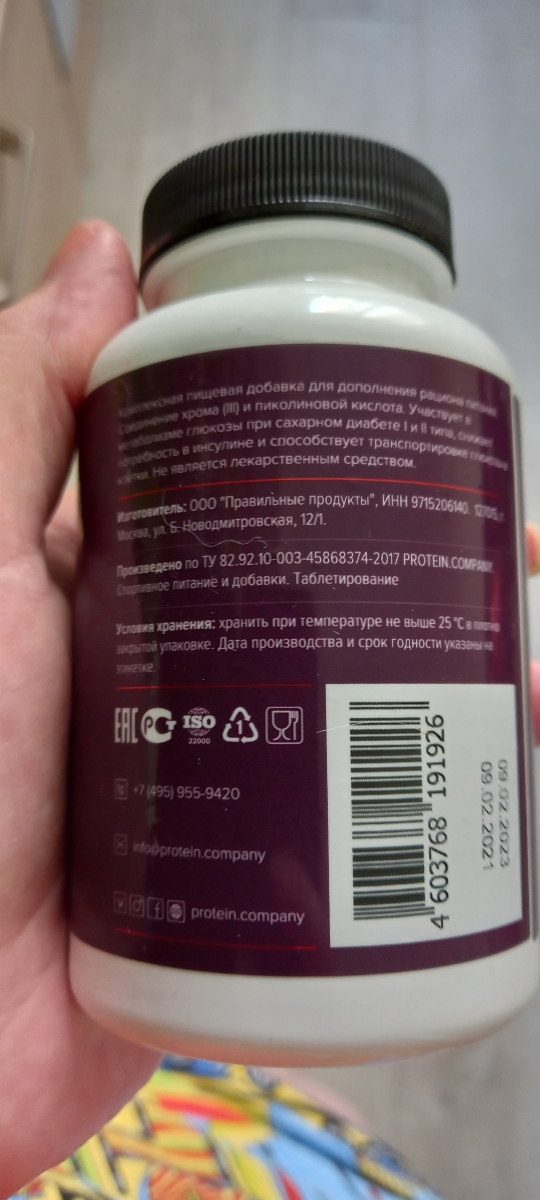 Комплексная пищевая добавка для дополнения рациона питания.
Соединение хрома (III) и пиколиновой кислота. Участвует в
метаболизме глюкозы при сахарном диабете I и II типа, снижает
потребность в инсулине и способствует транспортировке глюкозы в
клетки. Не является лекарственным средством.
Изготовитель: ООО "Правильные продукты", ИНН 9715206140. 127015, г.
Москва, ул. Б. Новодмитровская, 12/1.
Произведено по ТУ 82.92.10-003-45868374-2017 PROTEIN.COMPANY.
Спортивное питание и добавки. Таблетирование
Условия хранения: хранить при температуре не выше 25 °C в плотно
закрытой упаковке. Дата производства и срок годности указаны на
этикетке.
EAC РСТ ISO 22000 1
+7 (495) 955-9420
info@protein.company
protein.company
4 603768 191926
09.02.2021
09.02.2023